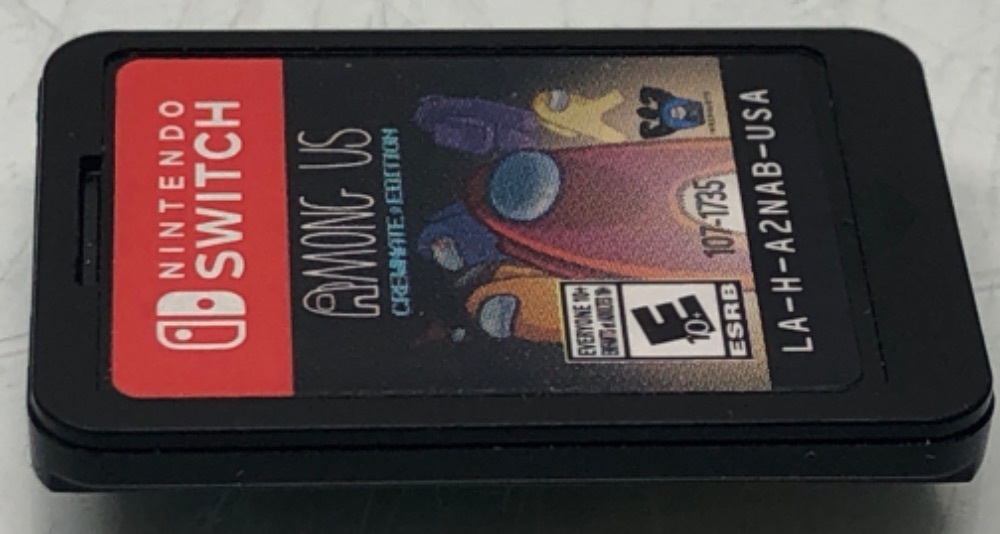 NINTENDO
SWITCH
AMONG US
CREWMATE EDITION
107-1735
EVERYONE 10+
E
10+
ESRB
LA-H-A2NAB-USA